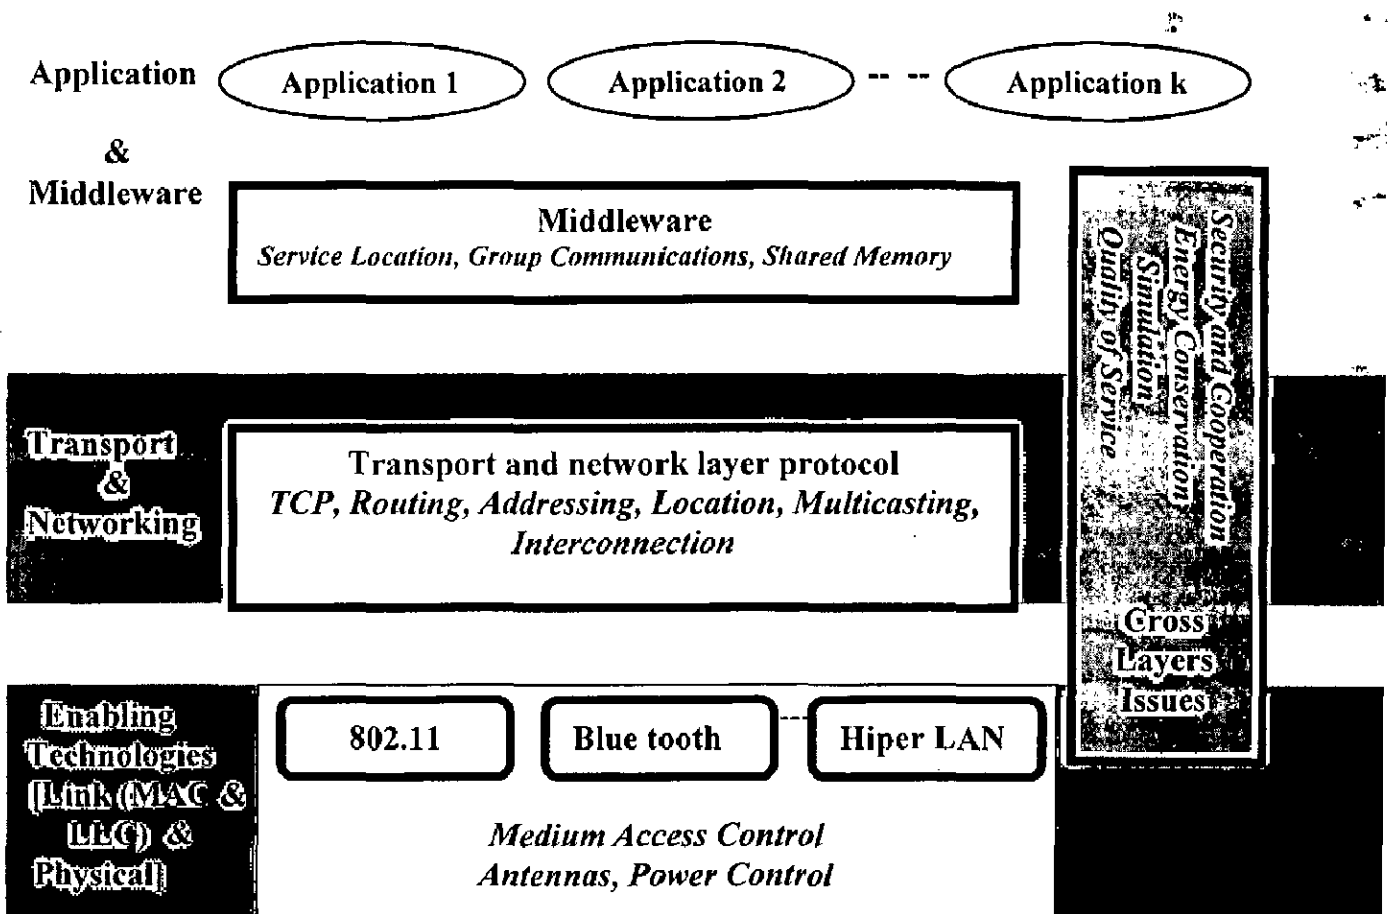 Application
Application 1
Application 2
-- --
Application k
&
Middleware
Middleware
Service Location, Group Communications, Shared Memory
Transport
&
Networking
Transport and network layer protocol
TCP, Routing, Addressing, Location, Multicasting,
Interconnection
Enabling
Technologies
[Link (MAC &
LLC) &
Physical]
802.11
Blue tooth
Hiper LAN
Medium Access Control
Antennas, Power Control
Security and Cooperation
Energy Conservation
Simulation
Quality of Service
Gross
Layers
Issues